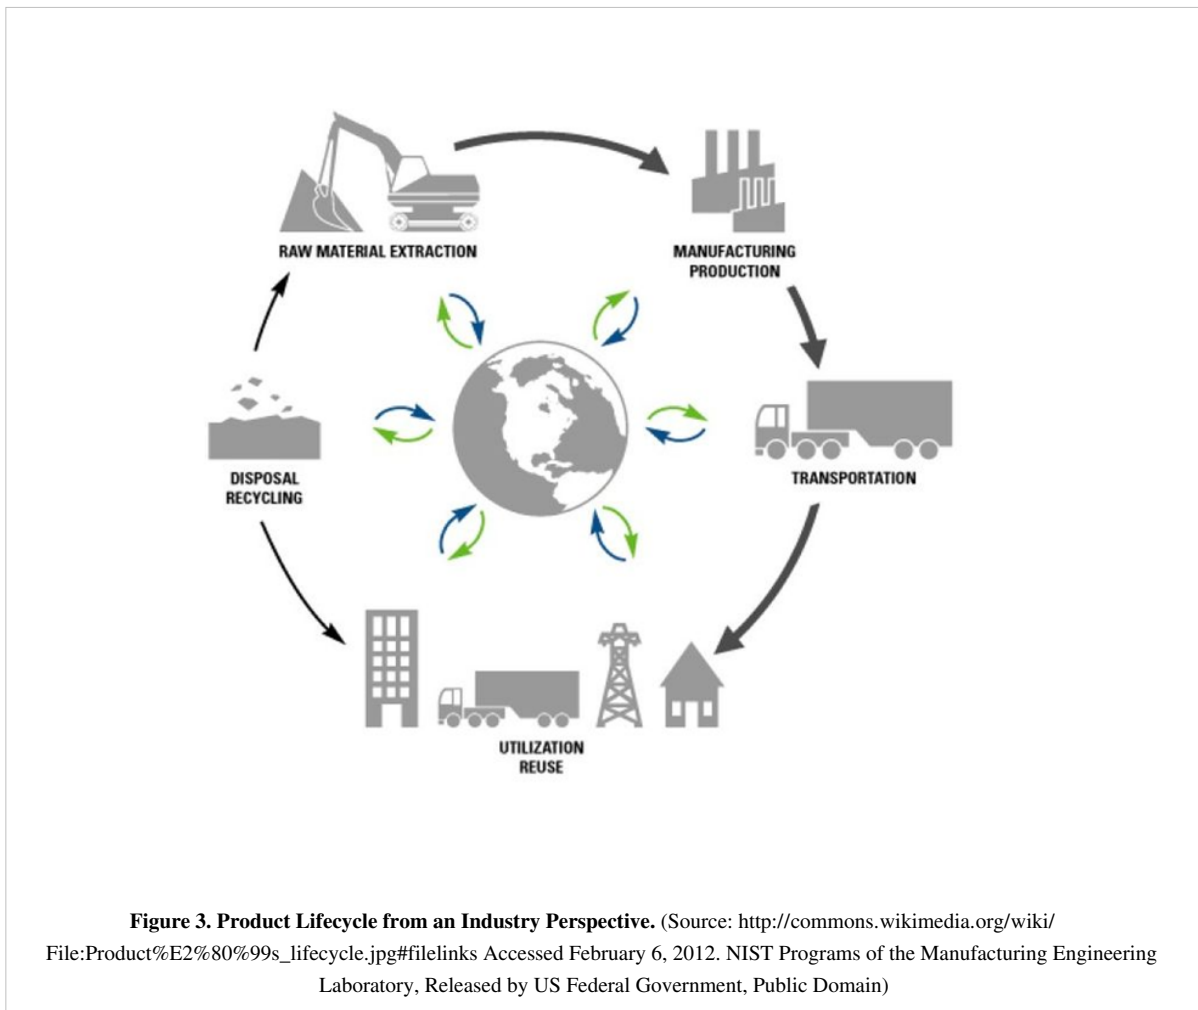 RAW MATERIAL EXTRACTION
MANUFACTURING
PRODUCTION
DISPOSAL
RECYCLING
TRANSPORTATION
UTILIZATION
REUSE
Figure 3. Product Lifecycle from an Industry Perspective. (Source: http://commons.wikimedia.org/wiki/
File:Product%E2%80%99s_lifecycle.jpg#filelinks Accessed February 6, 2012. NIST Programs of the Manufacturing Engineering
Laboratory, Released by US Federal Government, Public Domain)